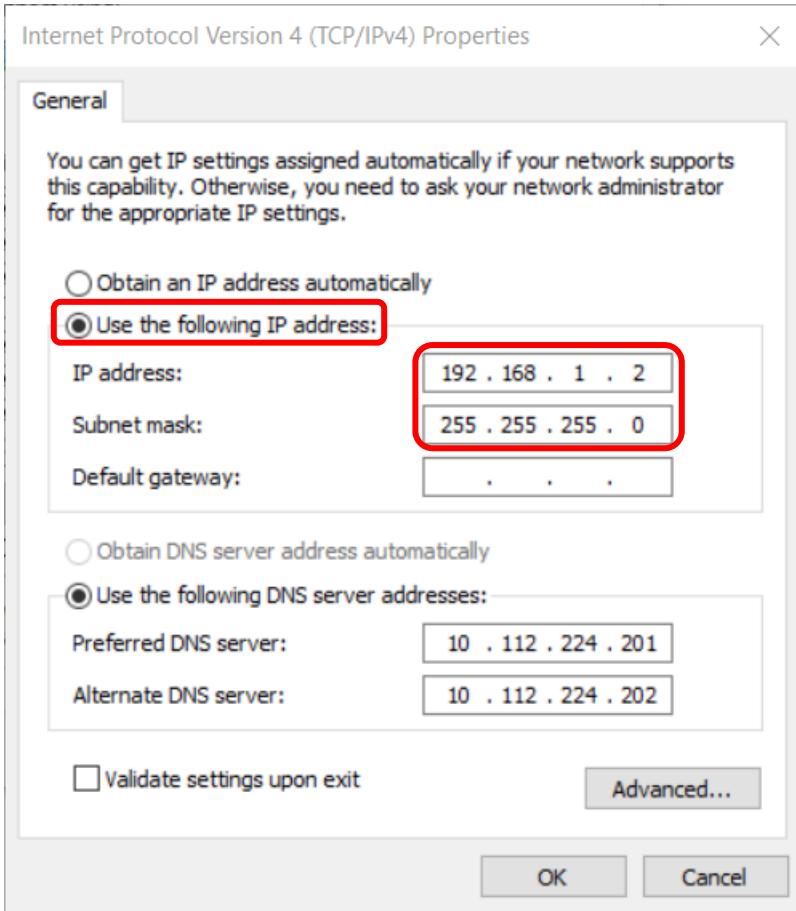 Internet Protocol Version 4 (TCP/IPv4) Properties
General
You can get IP settings assigned automatically if your network supports
this capability. Otherwise, you need to ask your network administrator
for the appropriate IP settings.
Obtain an IP address automatically
Use the following IP address:
IP address: 192 . 168 . 1 . 2
Subnet mask: 255 . 255 . 255 . 0
Default gateway: . . .
Obtain DNS server address automatically
Use the following DNS server addresses:
Preferred DNS server: 10 . 112 . 224 . 201
Alternate DNS server: 10 . 112 . 224 . 202
Validate settings upon exit
Advanced...
OK Cancel